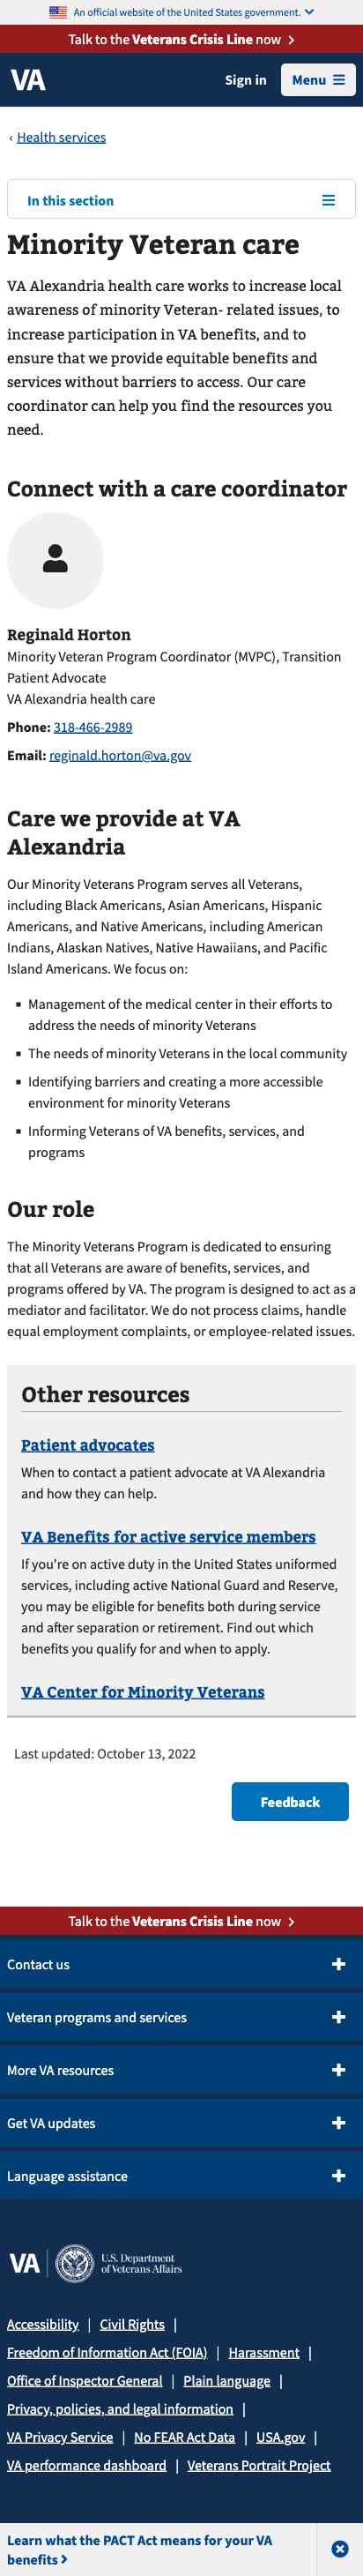 An official website of the United States government.
Talk to the Veterans Crisis Line now
VA
Sign in
Menu
‹ Health services
In this section
Minority Veteran care
VA Alexandria health care works to increase local
awareness of minority Veteran- related issues, to
increase participation in VA benefits, and to
ensure that we provide equitable benefits and
services without barriers to access. Our care
coordinator can help you find the resources you
need.
Connect with a care coordinator
Reginald Horton
Minority Veteran Program Coordinator (MVPC), Transition
Patient Advocate
VA Alexandria health care
Phone: 318-466-2989
Email: reginald.horton@va.gov
Care we provide at VA
Alexandria
Our Minority Veterans Program serves all Veterans,
including Black Americans, Asian Americans, Hispanic
Americans, and Native Americans, including American
Indians, Alaskan Natives, Native Hawaiians, and Pacific
Island Americans. We focus on:
▪ Management of the medical center in their efforts to
address the needs of minority Veterans
▪ The needs of minority Veterans in the local community
▪ Identifying barriers and creating a more accessible
environment for minority Veterans
▪ Informing Veterans of VA benefits, services, and
programs
Our role
The Minority Veterans Program is dedicated to ensuring
that all Veterans are aware of benefits, services, and
programs offered by VA. The program is designed to act as a
mediator and facilitator. We do not process claims, handle
equal employment complaints, or employee-related issues.
Other resources
Patient advocates
When to contact a patient advocate at VA Alexandria
and how they can help.
VA Benefits for active service members
If you're on active duty in the United States uniformed
services, including active National Guard and Reserve,
you may be eligible for benefits both during service
and after separation or retirement. Find out which
benefits you qualify for and when to apply.
VA Center for Minority Veterans
Last updated: October 13, 2022
Feedback
Talk to the Veterans Crisis Line now
Contact us
Veteran programs and services
More VA resources
Get VA updates
Language assistance
VA | U.S. Department
of Veterans Affairs
Accessibility | Civil Rights |
Freedom of Information Act (FOIA) | Harassment |
Office of Inspector General | Plain language |
Privacy, policies, and legal information |
VA Privacy Service | No FEAR Act Data | USA.gov |
VA performance dashboard | Veterans Portrait Project
Learn what the PACT Act means for your VA
benefits